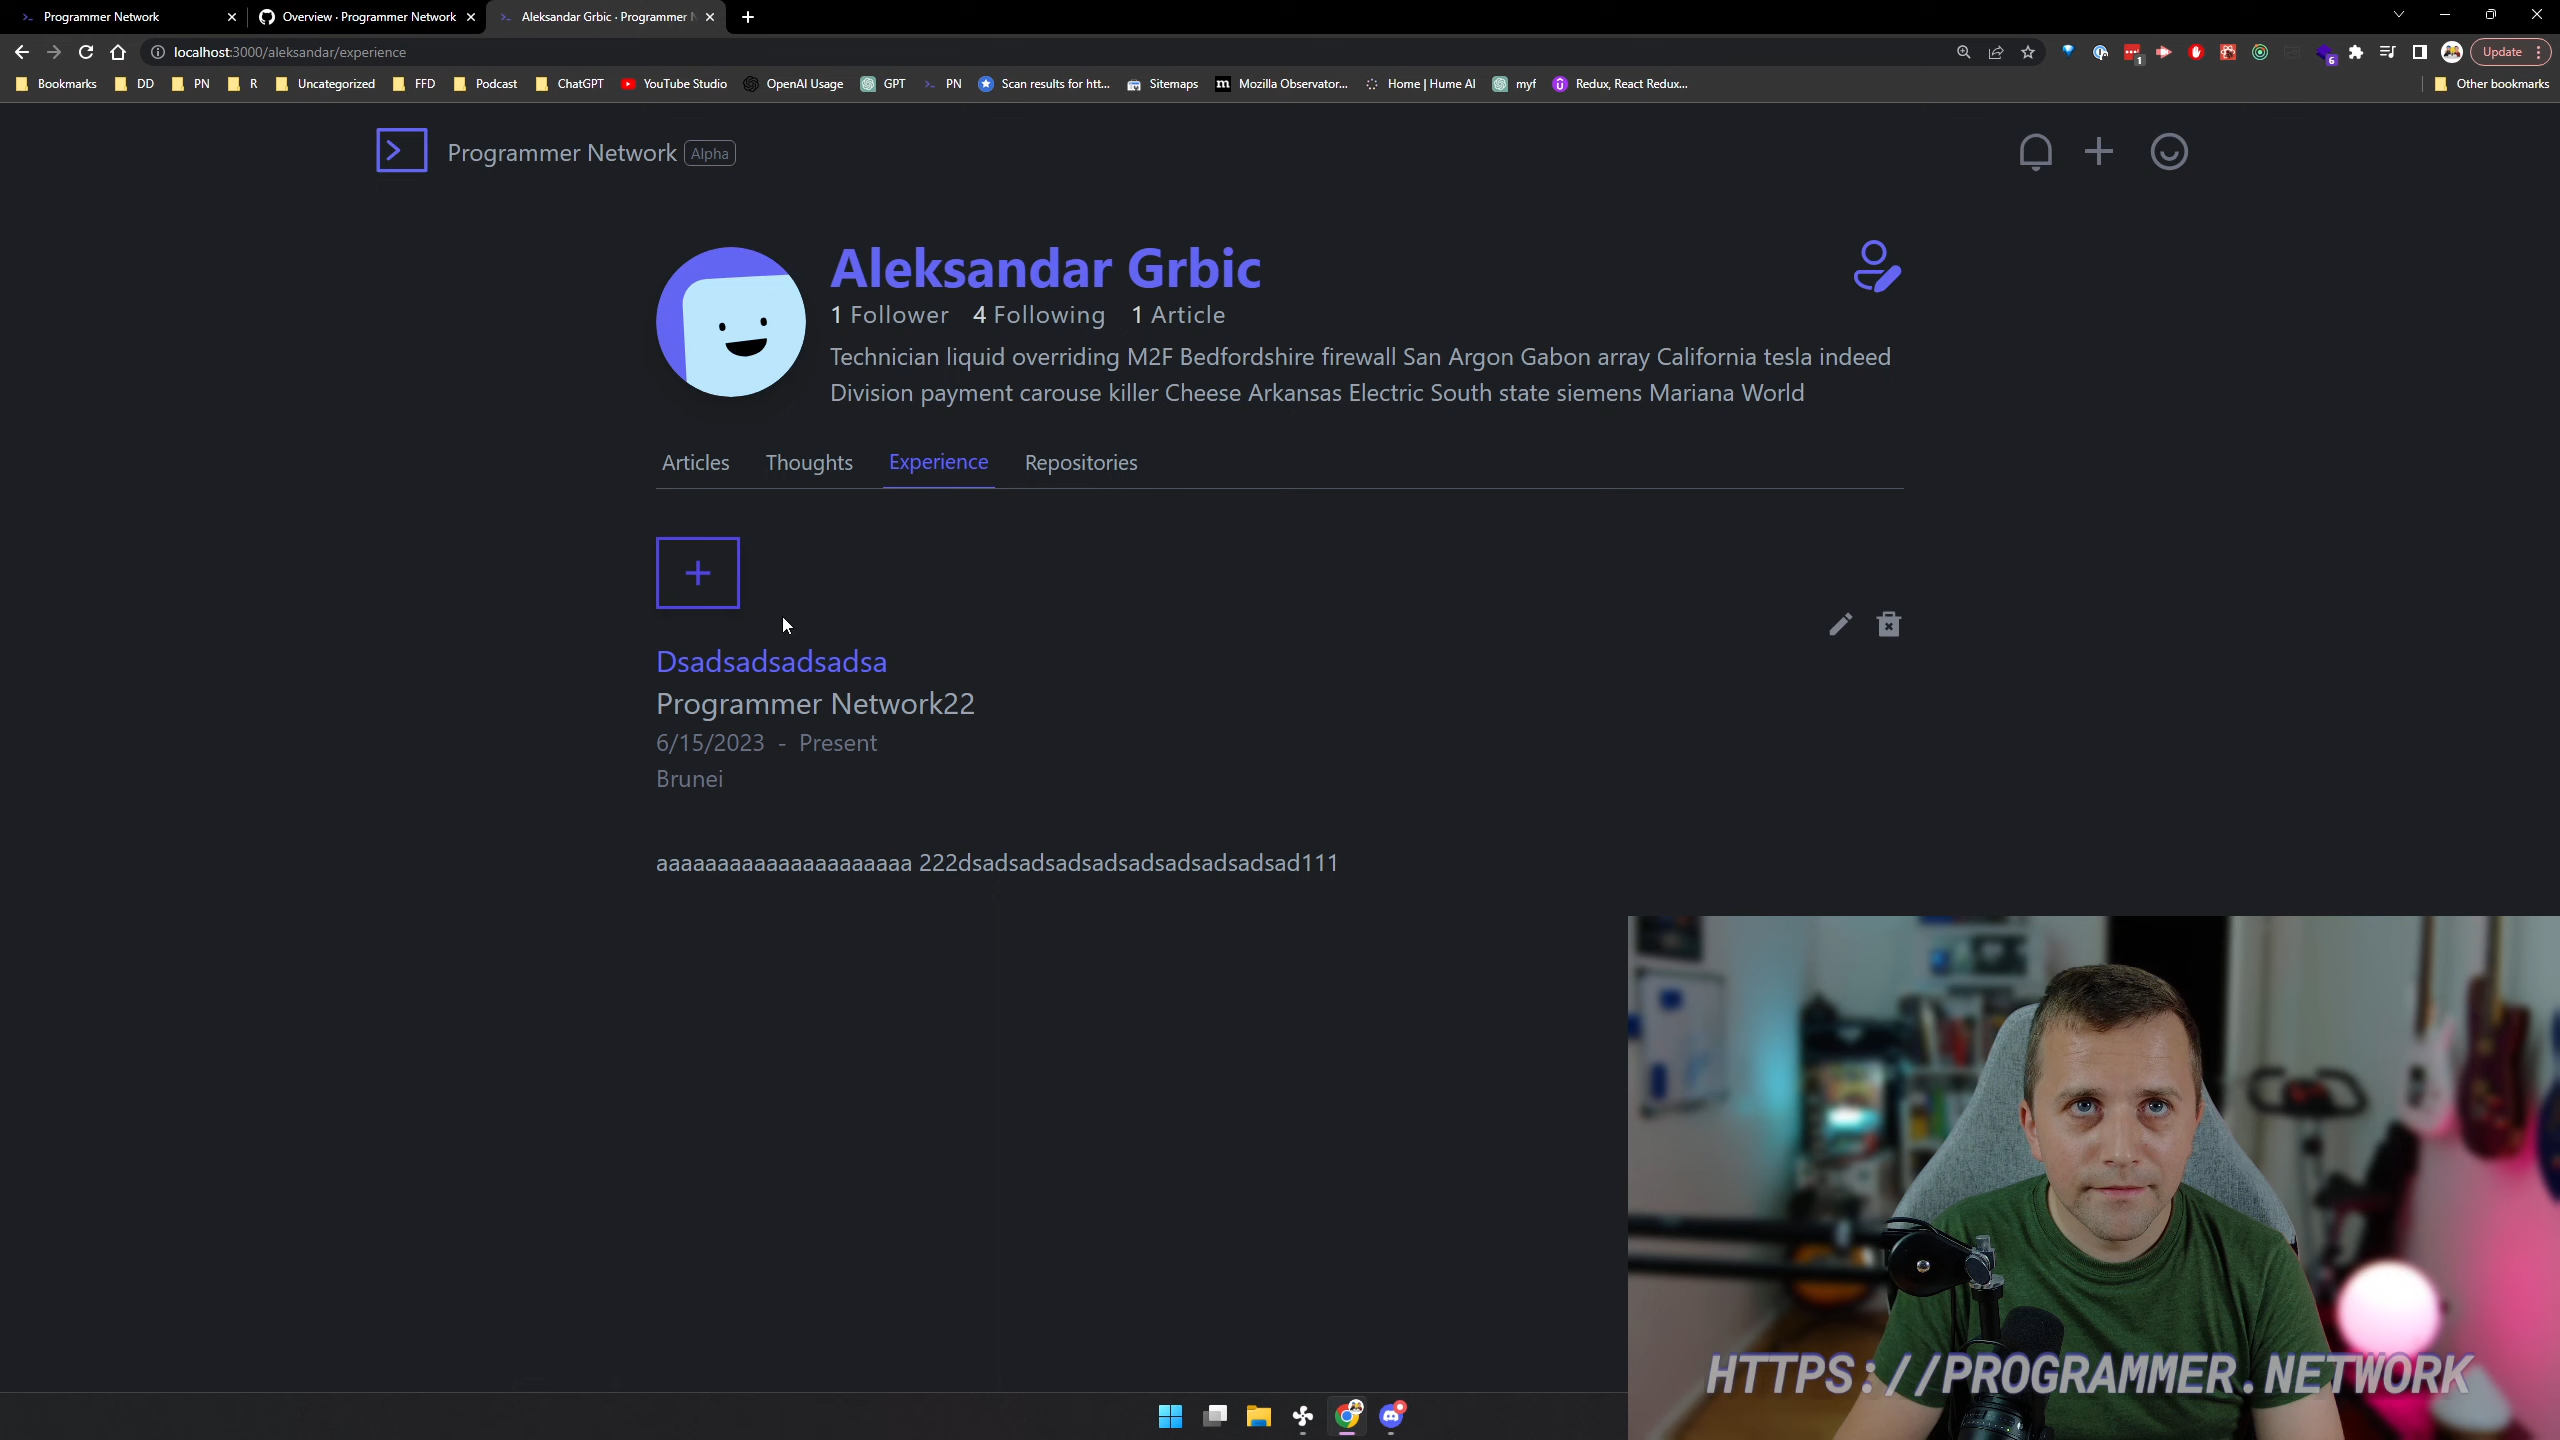 Programmer Network
Overview · Programmer Network
Aleksandar Grbic · Programmer N
localhost:3000/aleksandar/experience
1
6
Update
Bookmarks
DD
PN
R
Uncategorized
FFD
Podcast
ChatGPT
YouTube Studio
OpenAI Usage
GPT
PN
Scan results for htt...
Sitemaps
m
Mozilla Observator...
Home | Hume AI
myf
Redux, React Redux...
Other bookmarks
Programmer Network Alpha
Aleksandar Grbic
1 Follower 4 Following 1 Article
Technician liquid overriding M2F Bedfordshire firewall San Argon Gabon array California tesla indeed
Division payment carouse killer Cheese Arkansas Electric South state siemens Mariana World
Articles Thoughts Experience Repositories
Dsadsadsadsadsa
Programmer Network22
6/15/2023 - Present
Brunei
aaaaaaaaaaaaaaaaaaaaa 222dsadsadsadsadsadsadsadsadsad111
HTTPS://PROGRAMMER.NETWORK